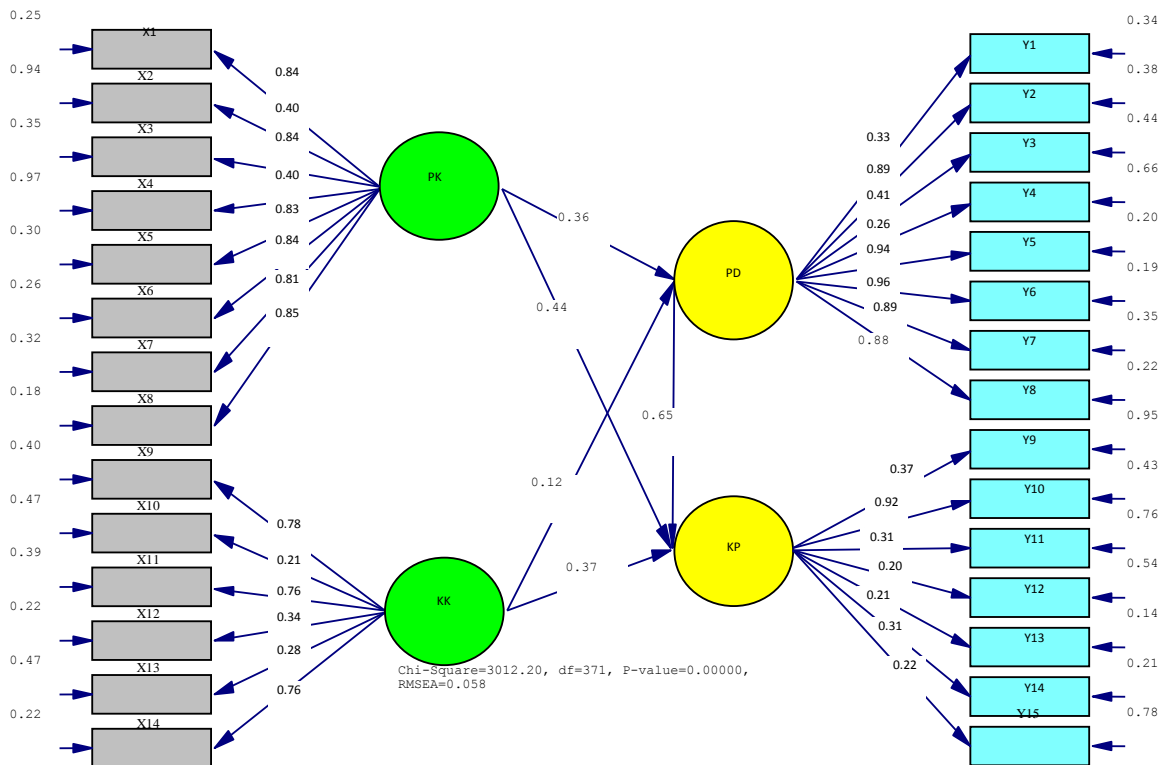 0.25
X1
0.94
X2
0.35
X3
0.97
X4
0.30
X5
0.26
X6
0.32
X7
0.18
X8
0.40
X9
0.47
X10
0.39
X11
0.22
X12
0.47
X13
0.22
X14
0.84
0.40
0.84
0.40
0.83
0.84
0.81
0.85
0.78
0.21
0.76
0.34
0.28
0.76
PK
KK
0.36
0.44
0.65
0.12
0.37
PD
KP
Chi-Square=3012.20, df=371, P-value=0.00000,
RMSEA=0.058
0.33
0.89
0.41
0.26
0.94
0.96
0.89
0.88
0.37
0.92
0.31
0.20
0.21
0.31
0.22
0.34
Y1
0.38
Y2
0.44
Y3
0.66
Y4
0.20
Y5
0.19
Y6
0.35
Y7
0.22
Y8
0.95
Y9
0.43
Y10
0.76
Y11
0.54
Y12
0.14
Y13
0.21
Y14
0.78
Y15